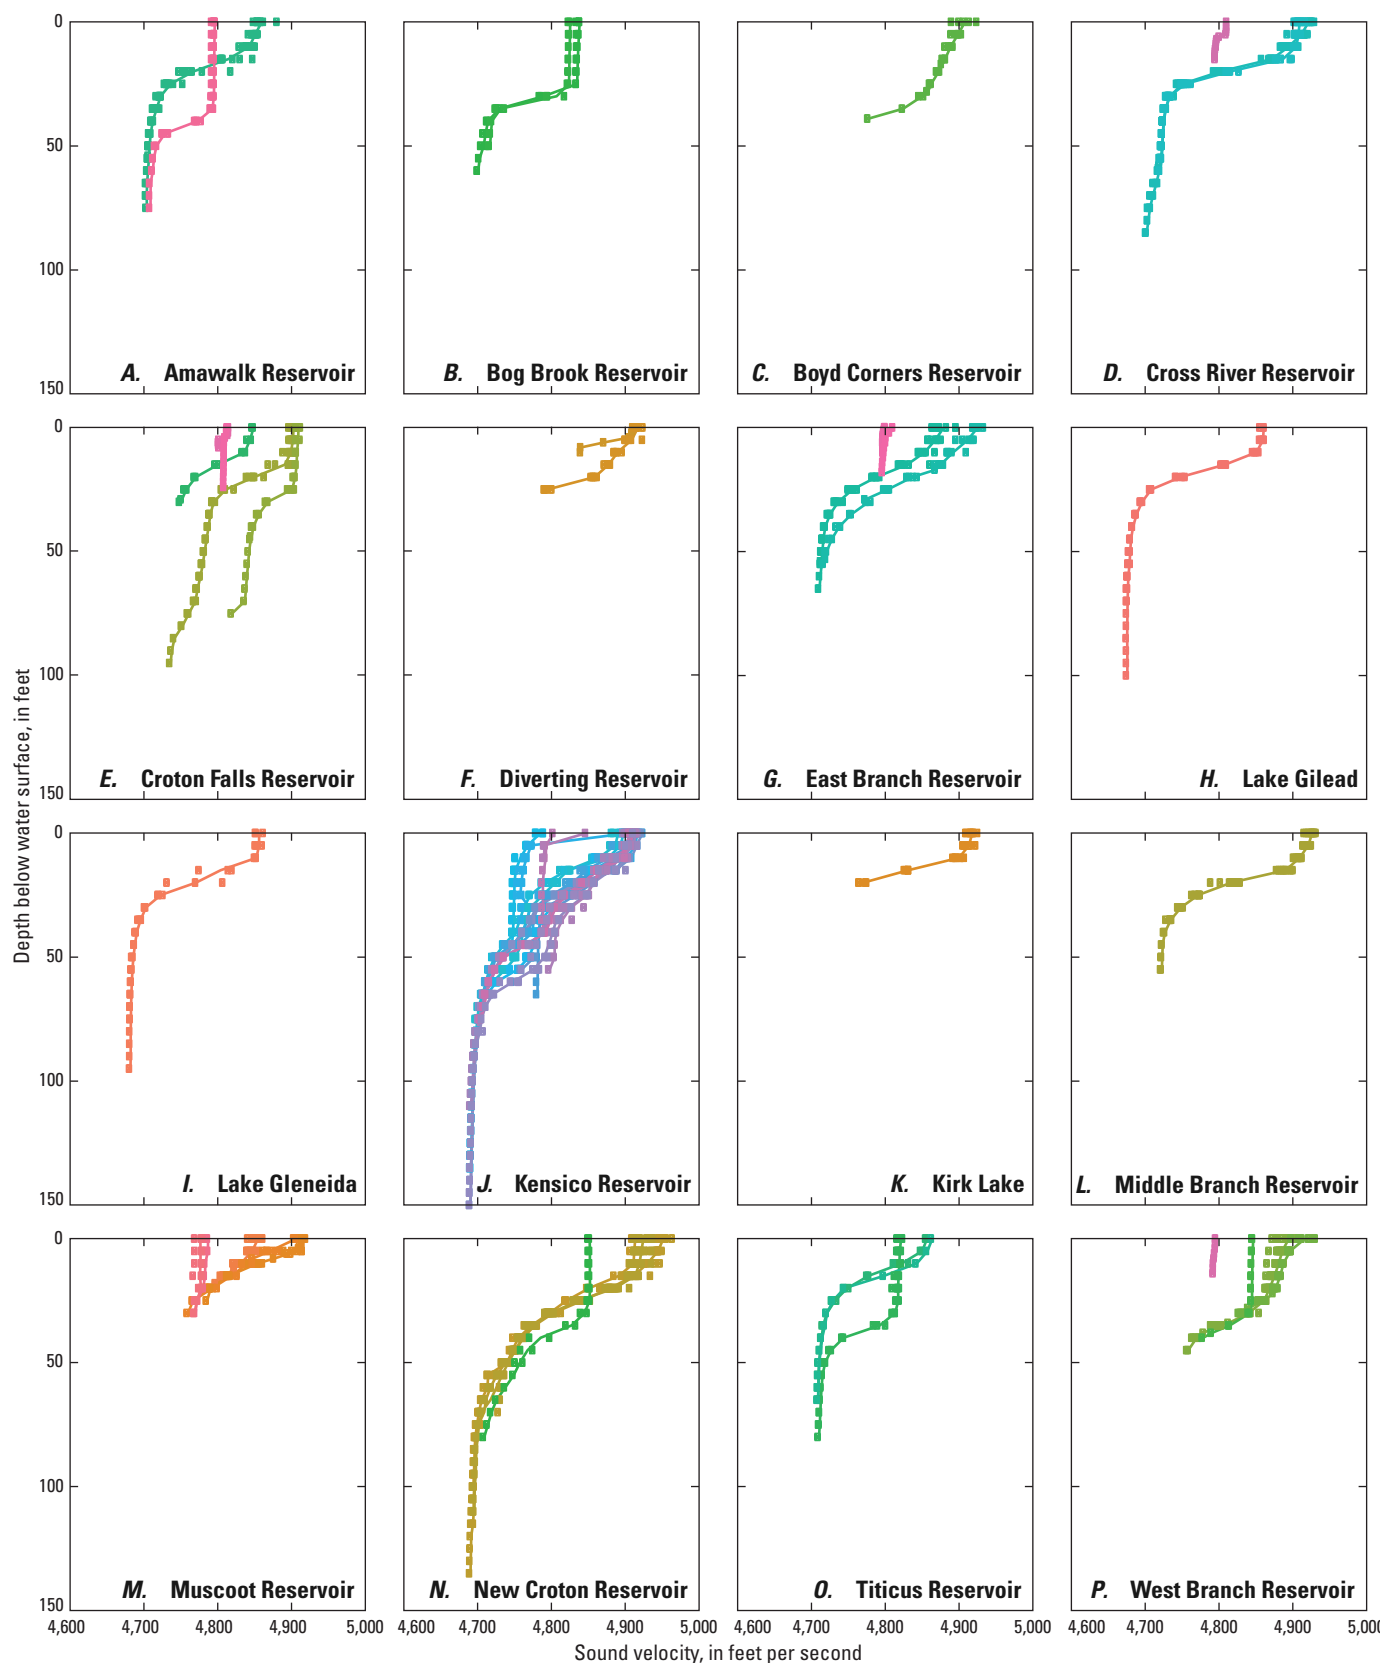 0
50
100
150
A. Amawalk Reservoir
B. Bog Brook Reservoir
C. Boyd Corners Reservoir
D. Cross River Reservoir
0
50
100
150
E. Croton Falls Reservoir
F. Diverting Reservoir
G. East Branch Reservoir
H. Lake Gilead
Depth below water surface, in feet
0
50
100
150
I. Lake Gleneida
J. Kensico Reservoir
K. Kirk Lake
L. Middle Branch Reservoir
0
50
100
150
M. Muscoot Reservoir
N. New Croton Reservoir
O. Titicus Reservoir
P. West Branch Reservoir
4,600 4,700 4,800 4,900 5,000 4,600 4,700 4,800 4,900 5,000 4,600 4,700 4,800 4,900 5,000 4,600 4,700 4,800 4,900 5,000
Sound velocity, in feet per second